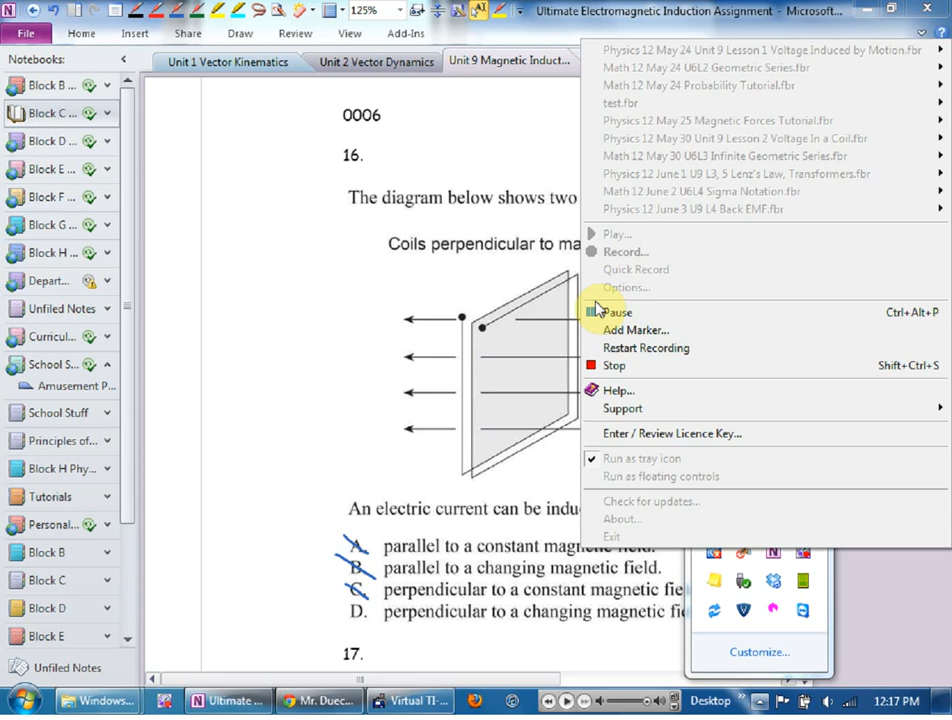 125%
Ultimate Electromagnetic Induction Assignment - Microsoft...
File Home Insert Share Draw Review View Add-Ins
Notebooks:
Unit 1 Vector Kinematics
Unit 2 Vector Dynamics
Unit 9 Magnetic Induct...
Block B ...
Block C ...
Block D ...
Block E ...
Block F ...
Block G ...
Block H ...
Depart...
Unfiled Notes
Curricul...
School S...
Amusement P...
School Stuff
Principles of...
Block H Phy...
Tutorials
Personal...
Block B
Block C
Block D
Block E
Unfiled Notes
0006
16.
The diagram below shows two
Coils perpendicular to ma
An electric current can be indu
A. parallel to a constant magnetic field.
B. parallel to a changing magnetic field.
C. perpendicular to a constant magnetic fie
D. perpendicular to a changing magnetic fie
17.
Physics 12 May 24 Unit 9 Lesson 1 Voltage Induced by Motion.fbr
Math 12 May 24 U6L2 Geometric Series.fbr
Math 12 May 24 Probability Tutorial.fbr
test.fbr
Physics 12 May 25 Magnetic Forces Tutorial.fbr
Physics 12 May 30 Unit 9 Lesson 2 Voltage In a Coil.fbr
Math 12 May 30 U6L3 Infinite Geometric Series.fbr
Physics 12 June 1 U9 L3, 5 Lenz's Law, Transformers.fbr
Math 12 June 2 U6L4 Sigma Notation.fbr
Physics 12 June 3 U9 L4 Back EMF.fbr
Play...
Record...
Quick Record
Options...
Pause Ctrl+Alt+P
Add Marker...
Restart Recording
Stop Shift+Ctrl+S
Help...
Support
Enter / Review Licence Key...
Run as tray icon
Run as floating controls
Check for updates...
About...
Exit
Customize...
Windows...
Ultimate ...
Mr. Duec...
Virtual TI-...
Desktop
12:17 PM